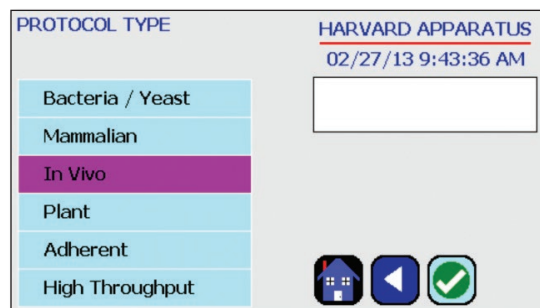 PROTOCOL TYPE
HARVARD APPARATUS
02/27/13 9:43:36 AM
Bacteria / Yeast
Mammalian
In Vivo
Plant
Adherent
High Throughput